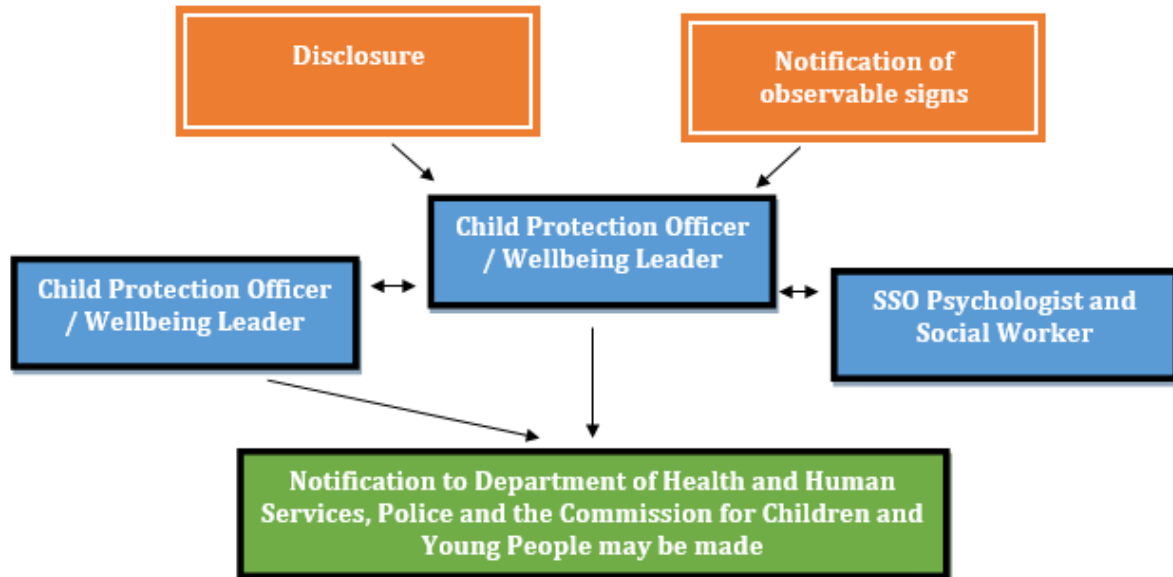 Disclosure
Notification of
observable signs
Child Protection Officer
/ Wellbeing Leader
Child Protection Officer
/ Wellbeing Leader
SSO Psychologist and
Social Worker
Notification to Department of Health and Human
Services, Police and the Commission for Children and
Young People may be made